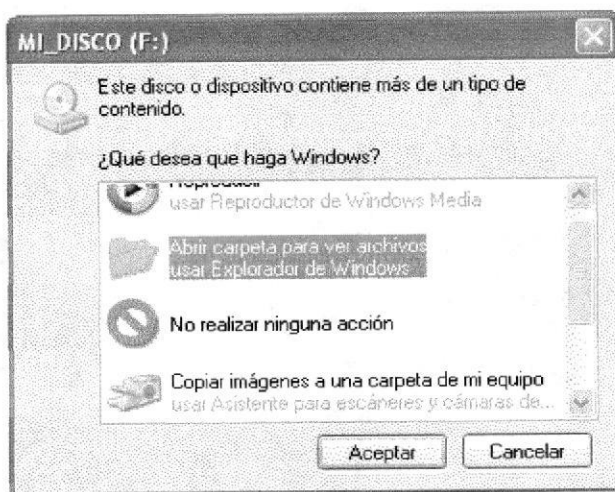 MI_DISCO (F:)
Este disco o dispositivo contiene más de un tipo de
contenido.
¿Qué desea que haga Windows?
Reproducir
usar Reproductor de Windows Media
Abrir carpeta para ver archivos
usar Explorador de Windows
No realizar ninguna acción
Copiar imágenes a una carpeta de mi equipo
usar Asistente para escáneres y cámaras de...
Aceptar
Cancelar